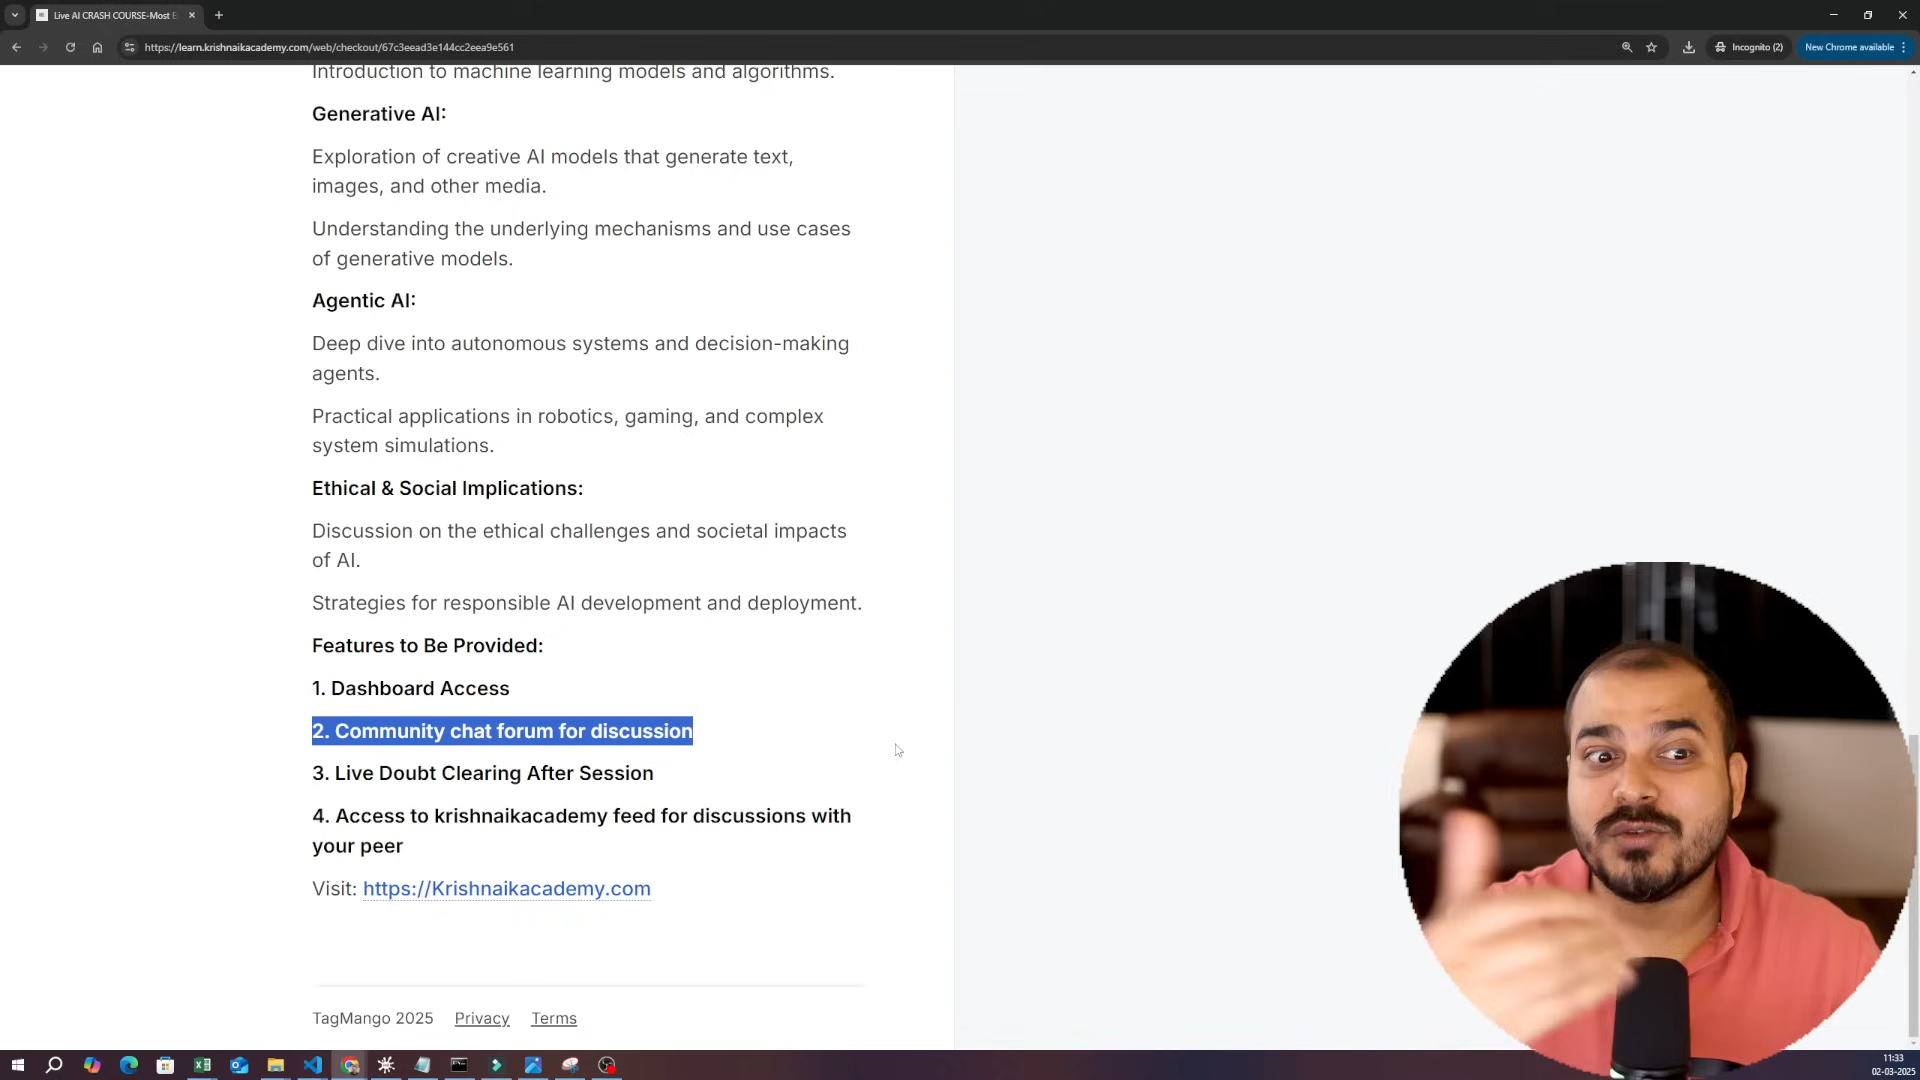 Live AI CRASH COURSE-Most E
https://learn.krishnaikacademy.com/web/checkout/67c3eead3e144cc2eea9e561
Incognito (2)
New Chrome available
Introduction to machine learning models and algorithms.
Generative AI:
Exploration of creative AI models that generate text,
images, and other media.
Understanding the underlying mechanisms and use cases
of generative models.
Agentic AI:
Deep dive into autonomous systems and decision-making
agents.
Practical applications in robotics, gaming, and complex
system simulations.
Ethical & Social Implications:
Discussion on the ethical challenges and societal impacts
of AI.
Strategies for responsible AI development and deployment.
Features to Be Provided:
1. Dashboard Access
2. Community chat forum for discussion
3. Live Doubt Clearing After Session
4. Access to krishnaikacademy feed for discussions with
your peer
Visit: https://Krishnaikacademy.com
TagMango 2025 Privacy Terms
11:33
02-03-2025